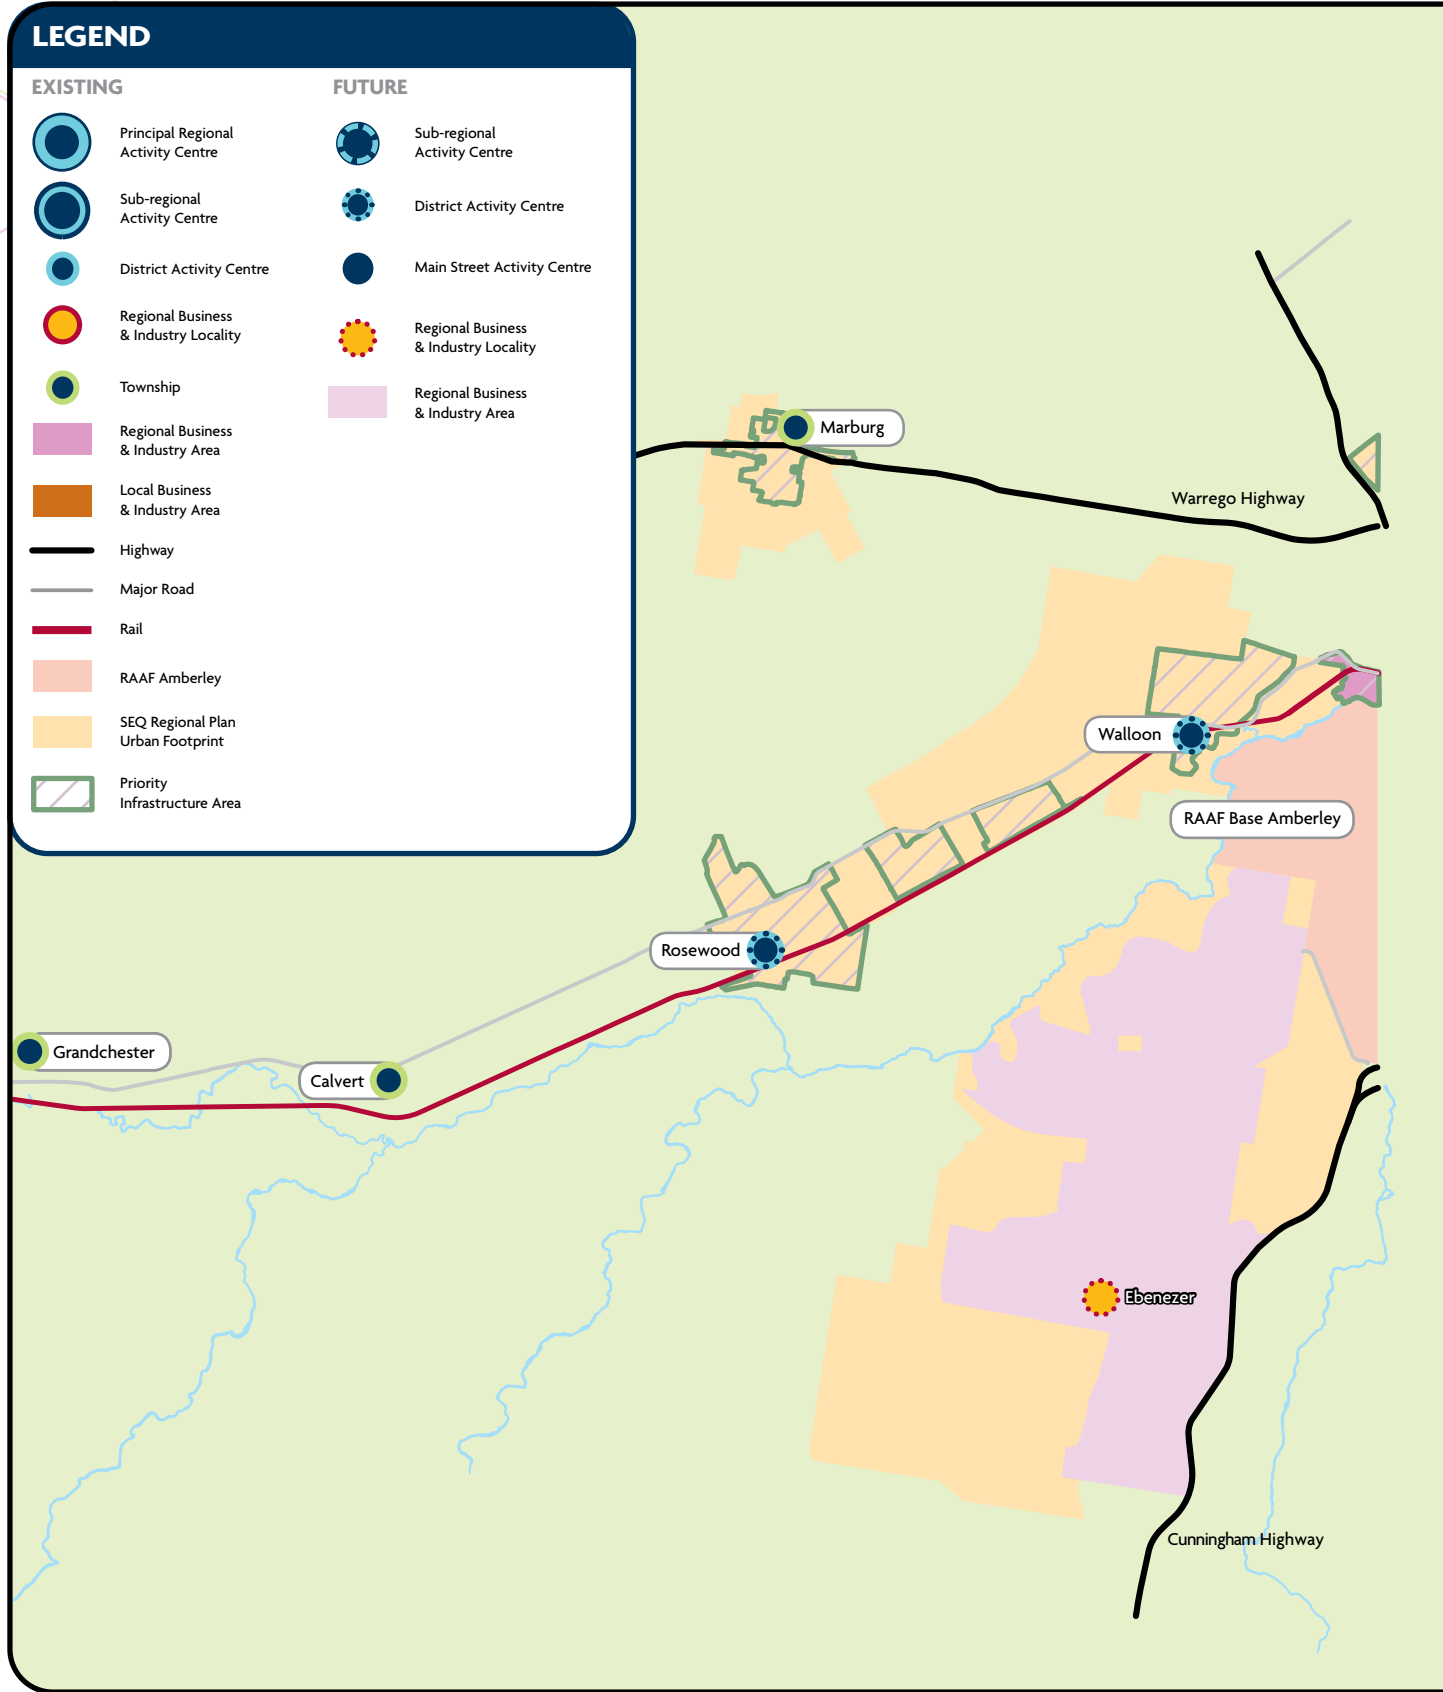 LEGEND
EXISTING
Principal Regional
Activity Centre
Sub-regional
Activity Centre
District Activity Centre
Regional Business
& Industry Locality
Township
Regional Business
& Industry Area
Local Business
& Industry Area
Highway
Major Road
Rail
RAAF Amberley
SEQ Regional Plan
Urban Footprint
Priority
Infrastructure Area
FUTURE
Sub-regional
Activity Centre
District Activity Centre
Main Street Activity Centre
Regional Business
& Industry Locality
Regional Business
& Industry Area
Marburg
Warrego Highway
Walloon
RAAF Base Amberley
Rosewood
Grandchester
Calvert
Ebenezer
Cunningham Highway